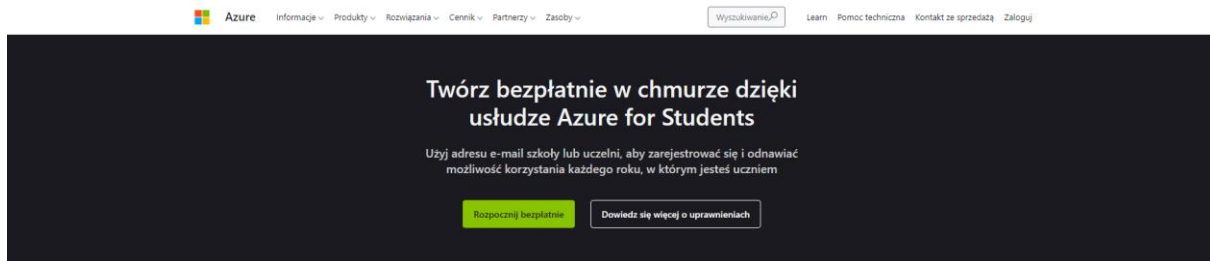 Azure Informacje Produkty Rozwiązania Cennik Partnerzy Zasoby Wyszukiwanie Learn Pomoc techniczna Kontakt ze sprzedażą Zaloguj
Twórz bezpłatnie w chmurze dzięki
usłudze Azure for Students
Użyj adresu e-mail szkoły lub uczelni, aby zarejestrować się i odnawiać
możliwość korzystania każdego roku, w którym jesteś uczniem
Rozpocznij bezpłatnie Dowiedz się więcej o uprawnieniach